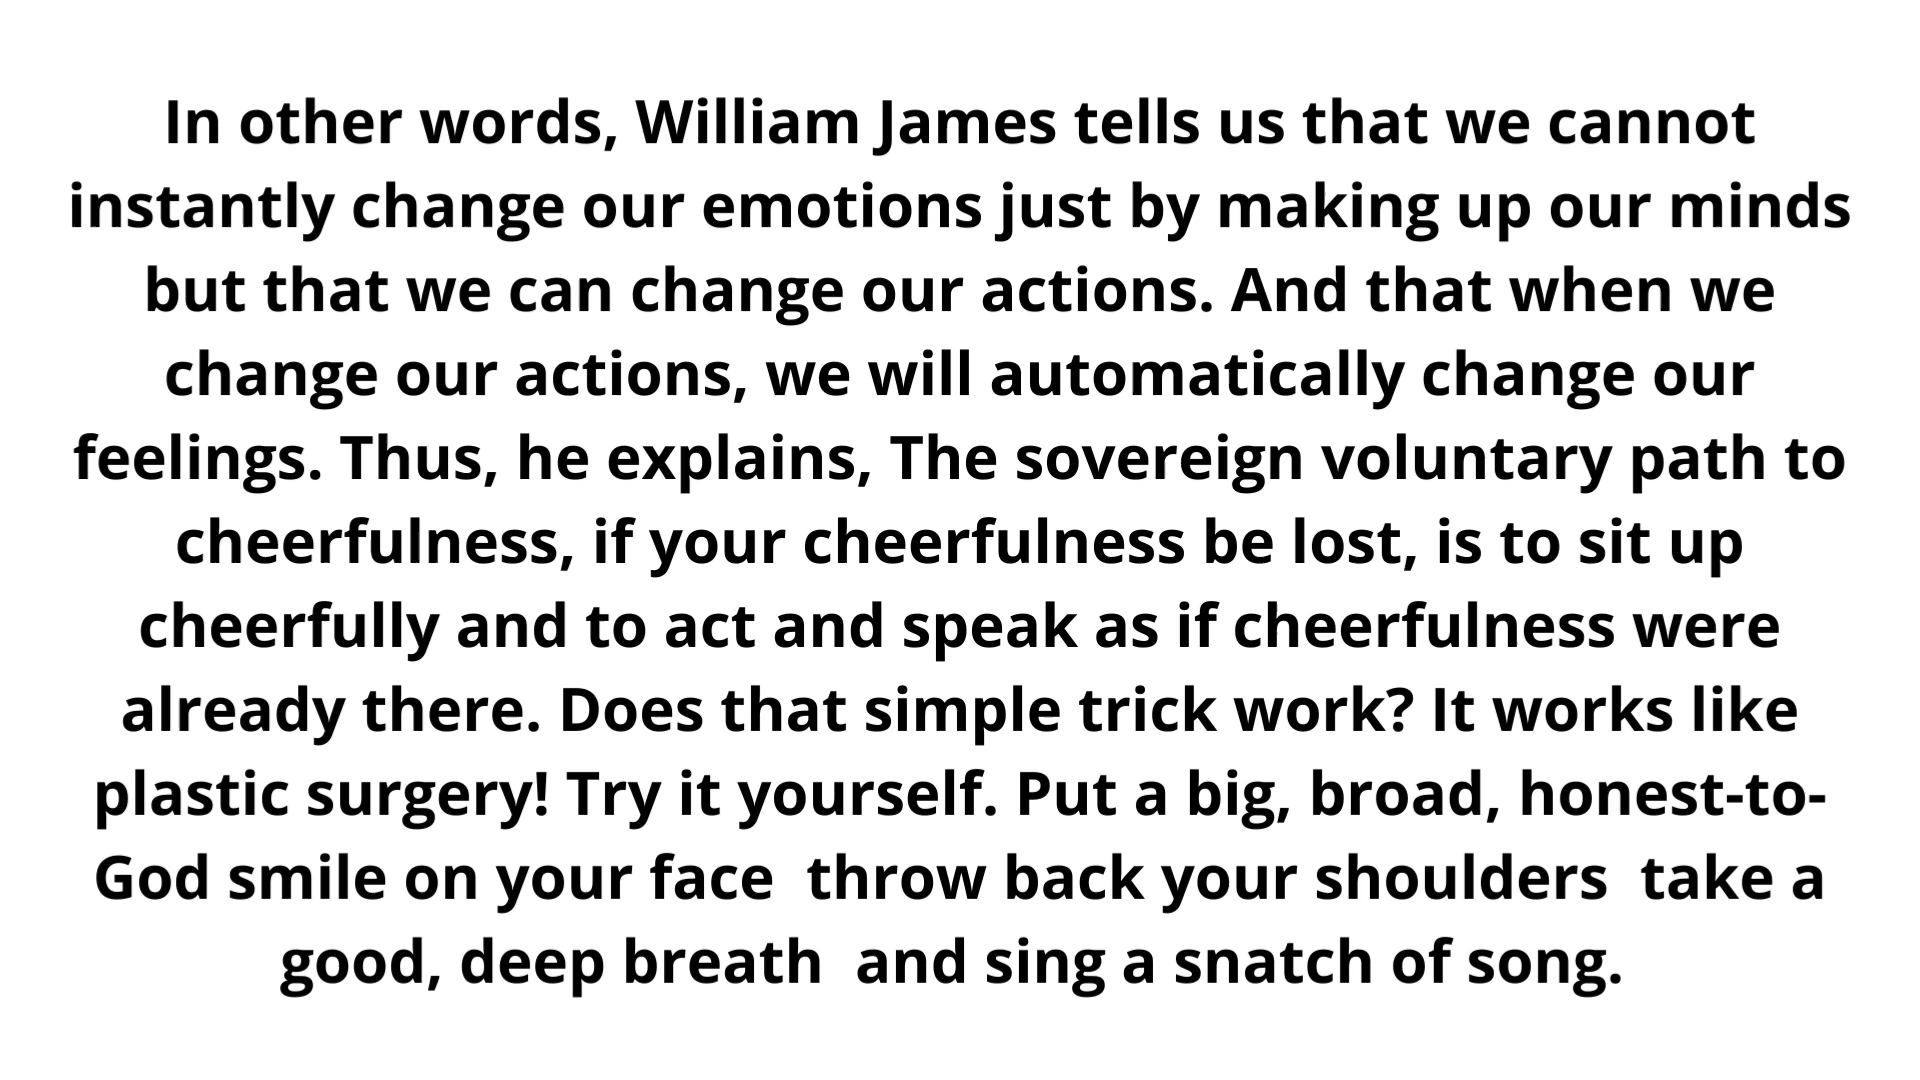 In other words, William James tells us that we cannot
instantly change our emotions just by making up our minds
but that we can change our actions. And that when we
change our actions, we will automatically change our
feelings. Thus, he explains, The sovereign voluntary path to
cheerfulness, if your cheerfulness be lost, is to sit up
cheerfully and to act and speak as if cheerfulness were
already there. Does that simple trick work? It works like
plastic surgery! Try it yourself. Put a big, broad, honest-to-
God smile on your face  throw back your shoulders  take a
good, deep breath  and sing a snatch of song.